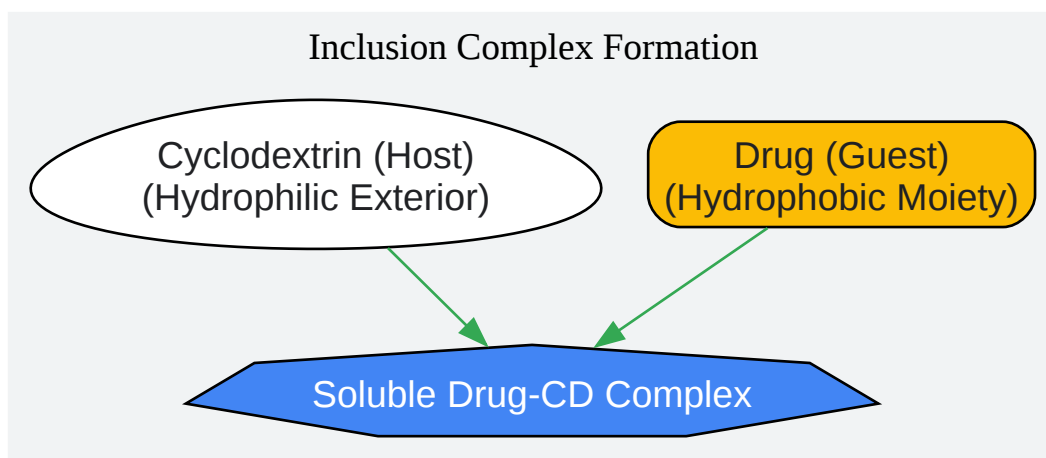 Inclusion Complex Formation
Cyclodextrin (Host)
(Hydrophilic Exterior)
Drug (Guest)
(Hydrophobic Moiety)
Soluble Drug-CD Complex